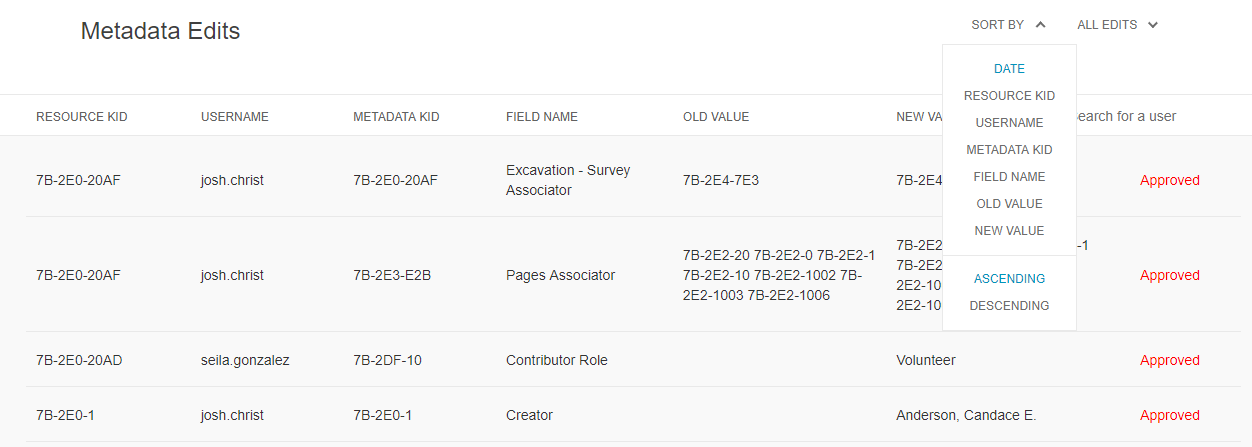 Metadata Edits
SORT BY
ALL EDITS
DATE
RESOURCE KID
USERNAME
METADATA KID
FIELD NAME
OLD VALUE
NEW VALUE
ASCENDING
DESCENDING
RESOURCE KID USERNAME METADATA KID FIELD NAME OLD VALUE NEW VA earch for a user
7B-2E0-20AF josh.christ 7B-2E0-20AF Excavation - Survey Associator 7B-2E4-7E3 7B-2E4 Approved
7B-2E0-20AF josh.christ 7B-2E3-E2B Pages Associator
7B-2E2-20 7B-2E2-0 7B-2E2-1
7B-2E2-10 7B-2E2-1002 7B-
2E2-1003 7B-2E2-1006
7B-2E2 -1
7B-2E2
2E2-10
2E2-10
Approved
7B-2E0-20AD seila.gonzalez 7B-2DF-10 Contributor Role Volunteer Approved
7B-2E0-1 josh.christ 7B-2E0-1 Creator Anderson, Candace E. Approved